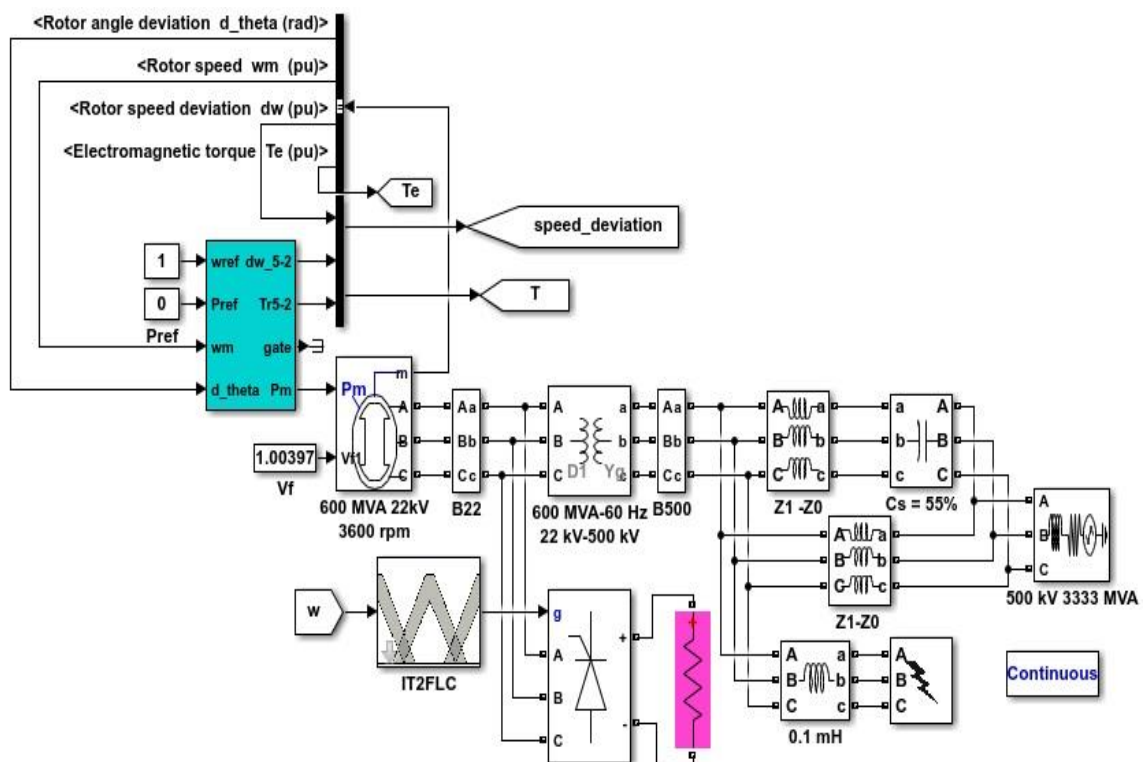 <Rotor angle deviation d_theta (rad)>
<Rotor speed wm (pu)>
<Rotor speed deviation dw (pu)>
<Electromagnetic torque Te (pu)>
Te
speed_deviation
T
1
wref dw_5-2
0
Pref Tr5-2
Pref
wm gate
d_theta Pm
Pm
m
A
B
C
1.00397
Vf1
Vf
600 MVA 22kV
3600 rpm
Aa
Bb
Cc
B22
A a
B b
C c
D1 Yg
600 MVA-60 Hz
22 kV-500 kV
Aa
Bb
Cc
B500
A a
B b
C c
Z1 -Z0
a A
b B
c C
Cs = 55%
A a
B b
C c
Z1-Z0
A
B
C
500 kV 3333 MVA
w
IT2FLC
g
A
B
C
+
-
+
A a
B b
C c
0.1 mH
A
B
C
Continuous